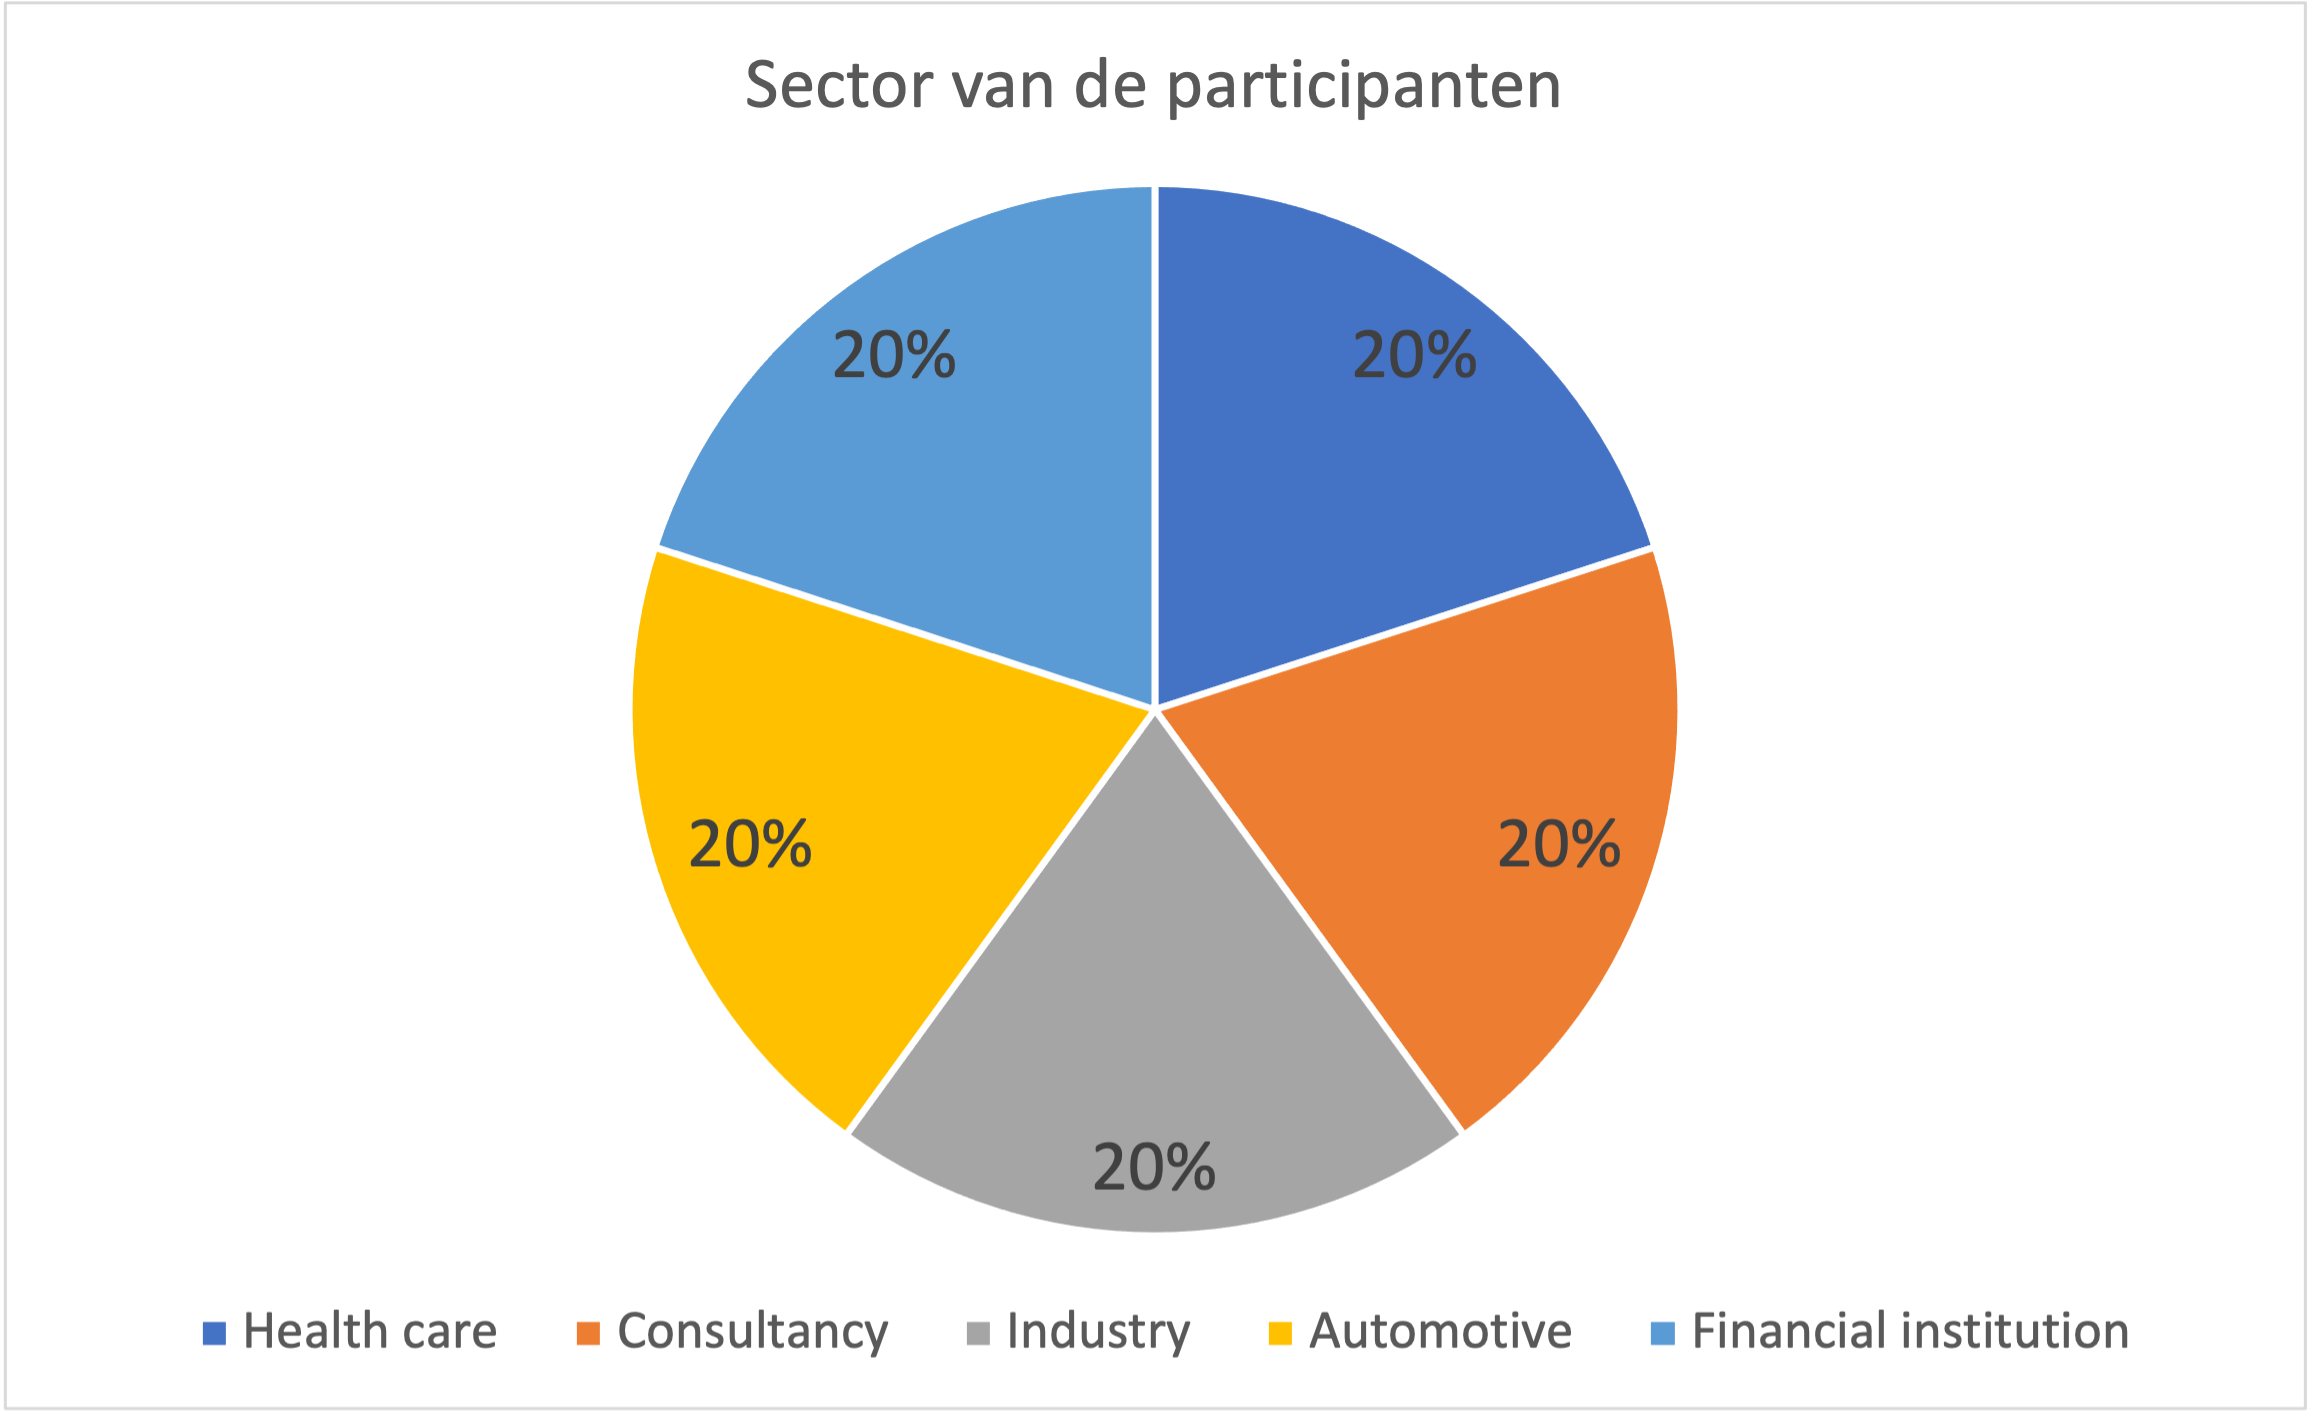 Sector van de participanten
20% 20%
20% 20%
20%
Health care Consultancy Industry Automotive Financial institution